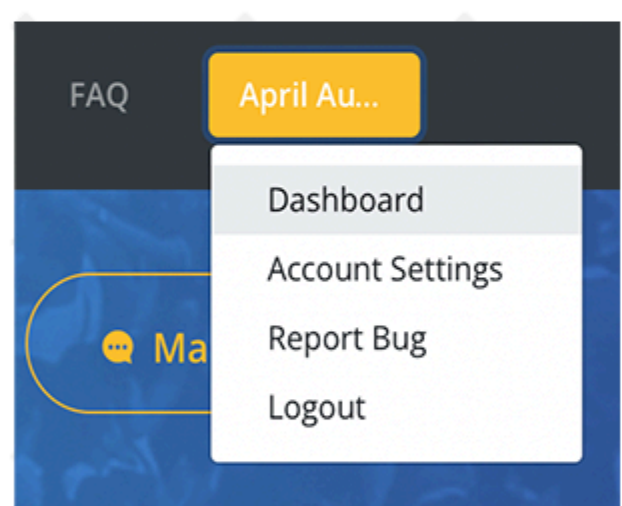 FAQ
April Au...
Dashboard
Account Settings
Report Bug
Logout
Ma